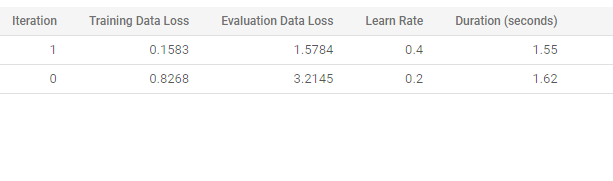 Iteration Training Data Loss Evaluation Data Loss Learn Rate Duration (seconds)
1 0.1583 1.5784 0.4 1.55
0 0.8268 3.2145 0.2 1.62